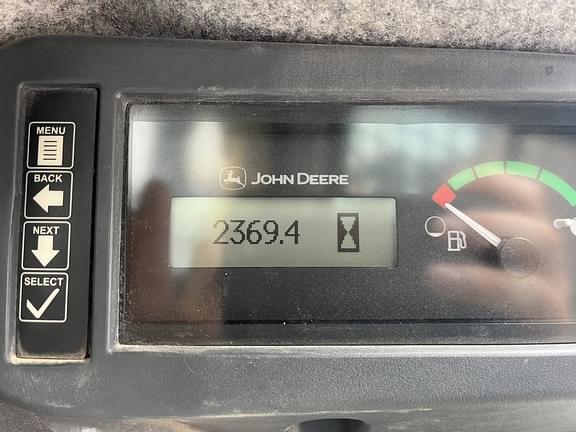 MENU
BACK
NEXT
SELECT
JOHN DEERE
2369.4